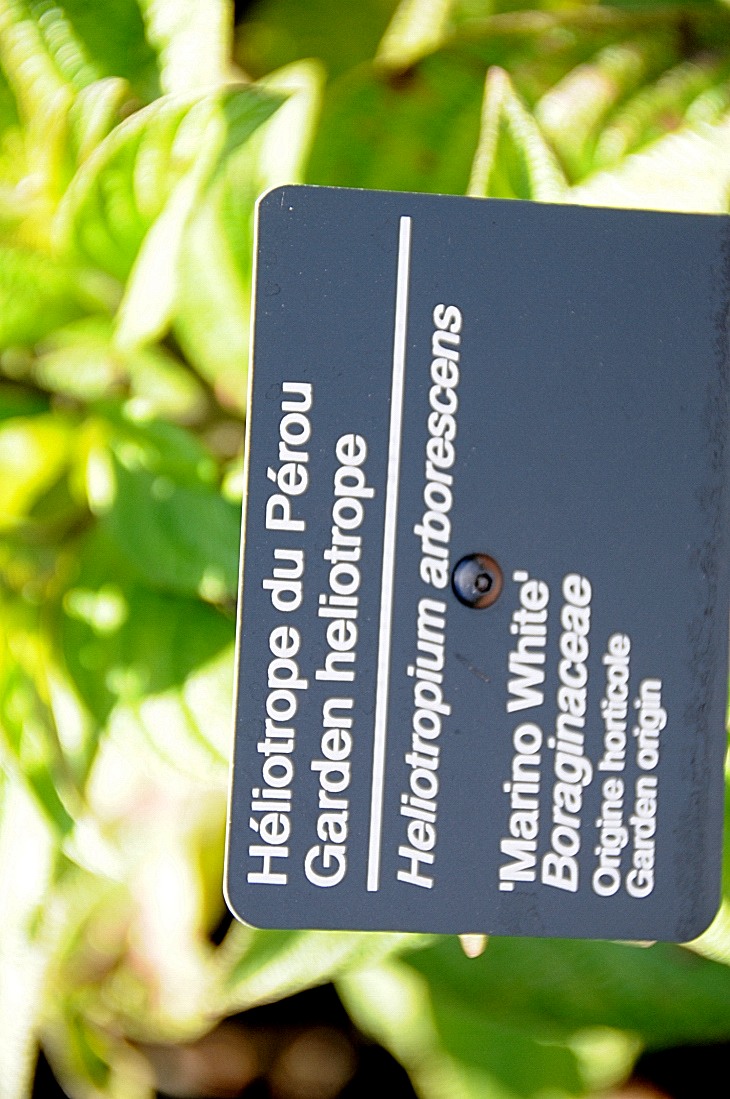 Héliotrope du Pérou
Garden heliotrope
Heliotropium arborescens
'Marino White'
Boraginaceae
Origine horticole
Garden origin